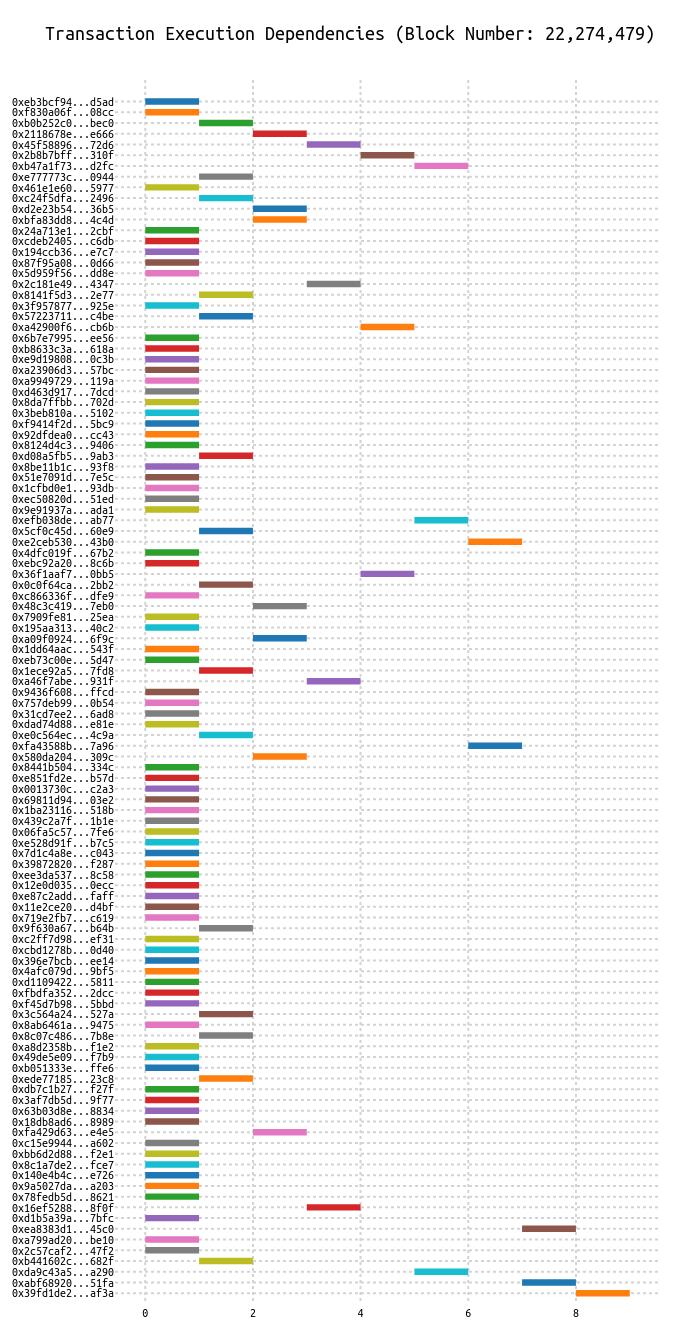 Transaction Execution Dependencies (Block Number: 22,274,479)
0xeb3bcf94...d5ad
0xf830a06f...08cc
0xb0b252c0...bec0
0x2118678e...e666
0x45f58896...72d6
0x2b8b7bff...310f
0xb47a1f73...d2fc
0xe777773c...0944
0x461e1e60...5977
0xc24f5dfa...2496
0xd2e23b54...36b5
0xbfa83dd8...4c4d
0x24a713e1...2cbf
0xcdeb2405...c6db
0x194ccb36...e7c7
0x87f95a08...0d66
0x5d959f56...dd8e
0x2c181e49...4347
0x8141f5d3...2e77
0x3f957877...925e
0x57223711...c4be
0xa42900f6...cb6b
0x6b7e7995...ee56
0xb8633c3a...618a
0xe9d19808...0c3b
0xa23906d3...57bc
0xa9949729...119a
0xd463d917...7dcd
0x8da7ffbb...702d
0x3beb810a...5102
0xf9414f2d...5bc9
0x92dfdea0...cc43
0x8124d4c3...9406
0xd08a5fb5...9ab3
0x8be11b1c...93f8
0x51e7091d...7e5c
0x1cfbd0e1...93db
0xec50820d...51ed
0x9e91937a...ada1
0xefb038de...ab77
0x5cf0c45d...60e9
0xe2ceb530...43b0
0x4dfc019f...67b2
0xebc92a20...8c6b
0x36f1aaf7...0bb5
0x0c0f64ca...2bb2
0xc866336f...dfe9
0x48c3c419...7eb0
0x7909fe81...25ea
0x195aa313...40c2
0xa09f0924...6f9c
0x1dd64aac...543f
0xeb73c00e...5d47
0x1ece92a5...7fd8
0xa46f7abe...931f
0x9436f608...ffcd
0x757deb99...0b54
0x31cd7ee2...6ad8
0xdad74d88...e81e
0xe0c564ec...4c9a
0xfa43588b...7a96
0x580da204...309c
0x8441b504...334c
0xe851fd2e...b57d
0x0013730c...c2a3
0x69811d94...03e2
0x1ba23116...518b
0x439c2a7f...1b1e
0x06fa5c57...7fe6
0xe528d91f...b7c5
0x7d1c4a8e...c043
0x39872820...f287
0xee3da537...8c58
0x12e0d035...0ecc
0xe87c2add...faff
0x11e2ce20...d4bf
0x719e2fb7...c619
0x9f630a67...b64b
0xc2ff7d98...ef31
0xcbd1278b...0d40
0x396e7bcb...ee14
0x4afc079d...9bf5
0xd1109422...5811
0xfbdfa352...2dcc
0xf45d7b98...5bbd
0x3c564a24...527a
0x8ab6461a...9475
0x8c07c486...7b8e
0xa8d2358b...f1e2
0x49de5e09...f7b9
0xb051333e...ffe6
0xede77185...23c8
0xdb7c1b27...f27f
0x3af7db5d...9f77
0x63b03d8e...8834
0x18db8ad6...8989
0xfa429d63...e4e5
0xc15e9944...a602
0xbb6d2d88...f2e1
0x8c1a7de2...fce7
0x140e4b4c...e726
0x9a5027da...a203
0x78fedb5d...8621
0x16ef5288...8f0f
0xd1b5a39a...7bfc
0xea8383d1...45c0
0xa799ad20...be10
0x2c57caf2...47f2
0xb441602c...682f
0xda9c43a5...a290
0xabf68920...51fa
0x39fd1de2...af3a
0 2 4 6 8